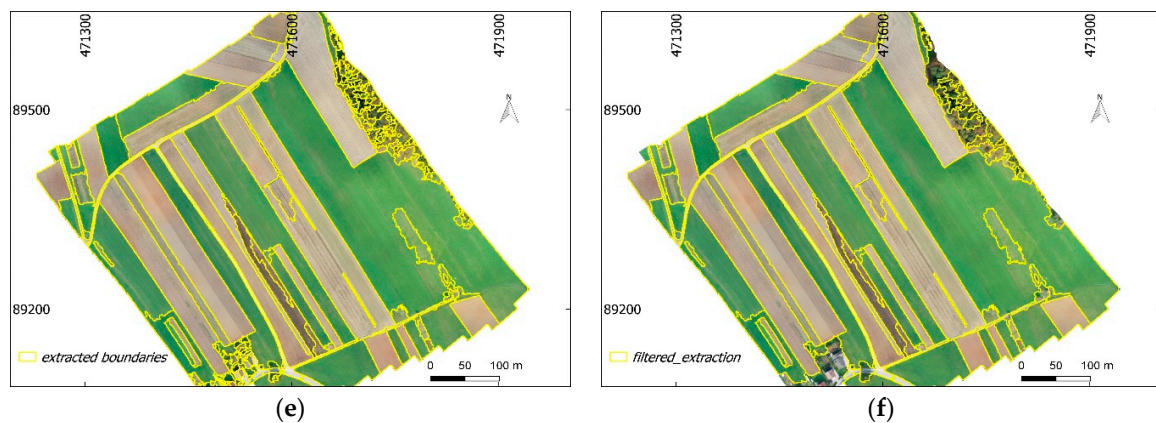 471300
471600
471900
89500
N
89200
extracted boundaries
0 50 100 m
(e)
471300
471600
471900
89500
N
89200
filtered_extraction
0 50 100 m
(f)